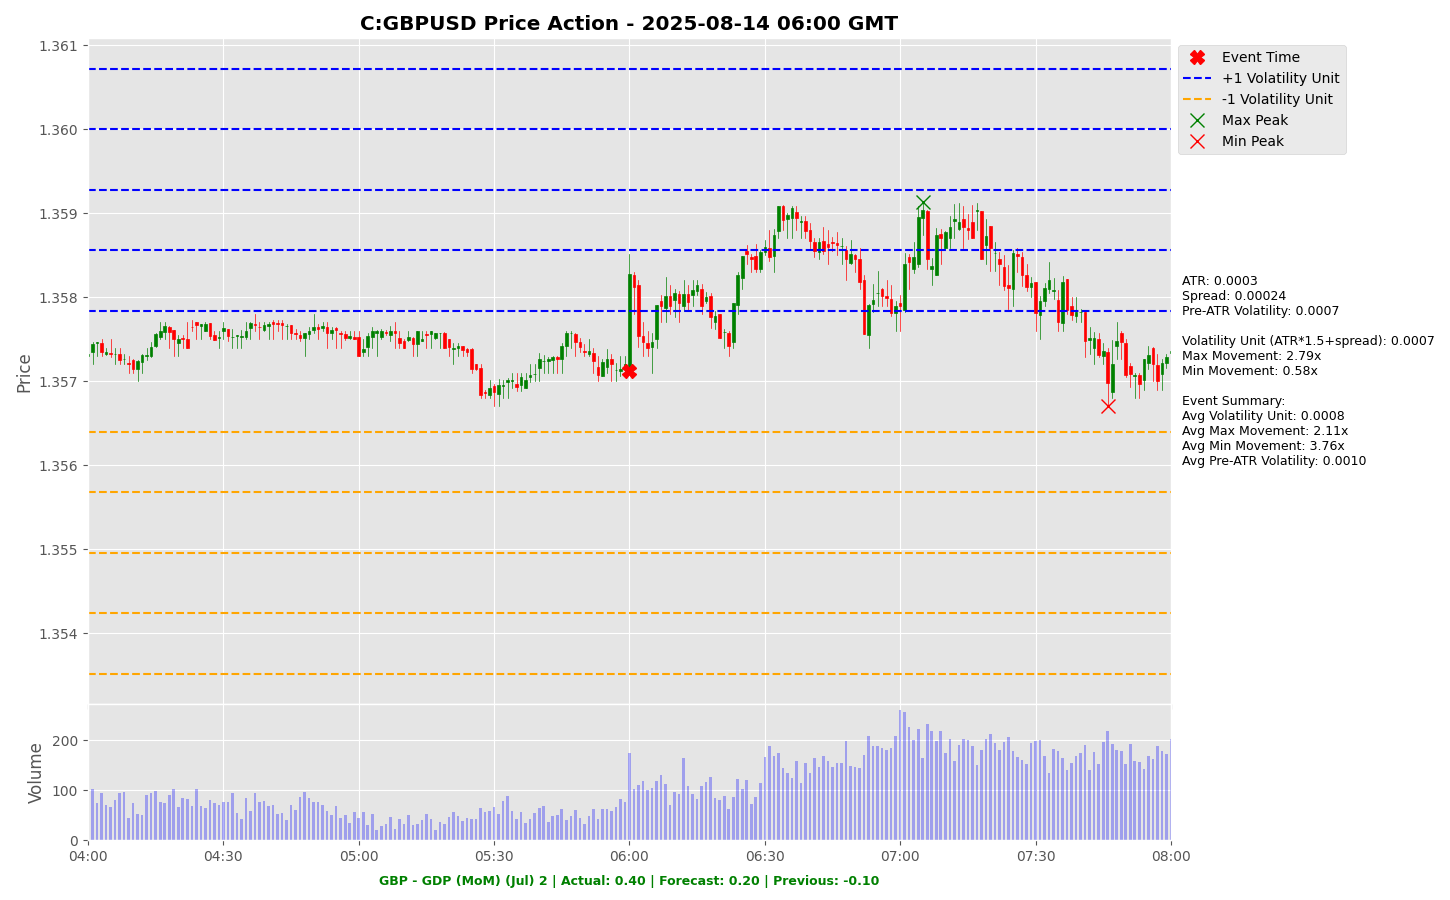 C:GBPUSD Price Action - 2025-08-14 06:00 GMT
Event Time
+1 Volatility Unit
-1 Volatility Unit
Max Peak
Min Peak
1.361
1.360
1.359
1.358
1.357
1.356
1.355
1.354
Price
ATR: 0.0003
Spread: 0.00024
Pre-ATR Volatility: 0.0007
Volatility Unit (ATR*1.5+spread): 0.0007
Max Movement: 2.79x
Min Movement: 0.58x
Event Summary:
Avg Volatility Unit: 0.0008
Avg Max Movement: 2.11x
Avg Min Movement: 3.76x
Avg Pre-ATR Volatility: 0.0010
200
100
0
Volume
04:00 04:30 05:00 05:30 06:00 06:30 07:00 07:30 08:00
GBP - GDP (MoM) (Jul) 2 | Actual: 0.40 | Forecast: 0.20 | Previous: -0.10